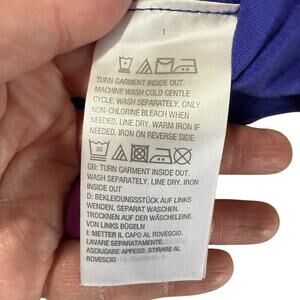 1
TURN GARMENT INSIDE OUT.
MACHINE WASH COLD GENTLE
CYCLE, WASH SEPARATELY. ONLY
NON-CHLORINE BLEACH WHEN
NEEDED. LINE DRY. WARM IRON IF
NEEDED. IRON ON REVERSE SIDE
30
GB: TURN GARMENT INSIDE OUT.
WASH SEPARATELY. LINE DRY. IRON
INSIDE OUT
D: BEKLEIDUNGSSTÜCK AUF LINKS
WENDEN. SEPARAT WASCHEN.
TROCKNEN AUF DER WÄSCHELEINE.
VON LINKS BÜGELN
I: METTER IL CAPO AL ROVESCIO.
LAVARE SEPARATAMENTE.
ASCIUGARE APPESO. STIRARE AL
ROVESCIO